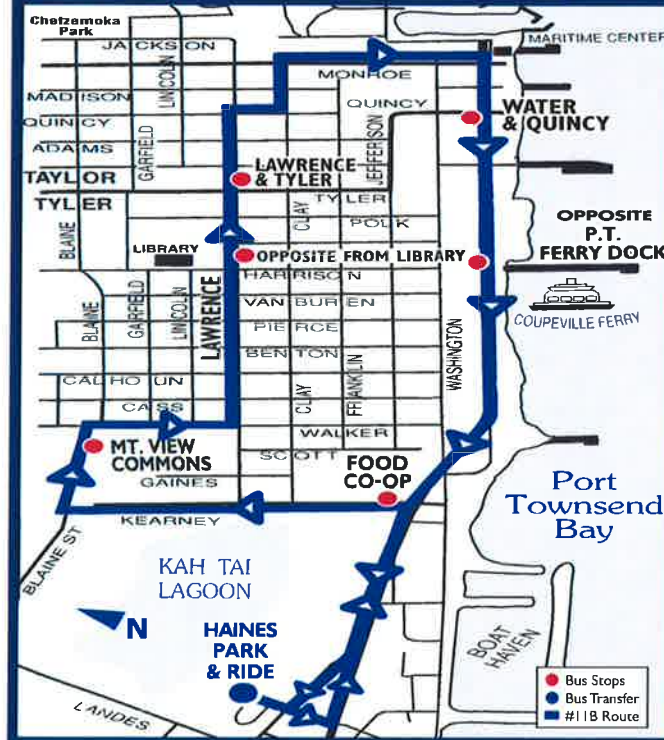 Chetzemoka
Park
JACKSON
MARITIME CENTER
MONROE
LINCOLN
MADISON
QUINCY
WATER
& QUINCY
QUINCY
ADAMS
GARFIELD
JEFFERSON
LAWRENCE
& TYLER
TAYLOR
TYLER
TYLER
CLAY
POLK
OPPOSITE
P.T.
FERRY DOCK
BLAINE
LIBRARY
OPPOSITE FROM LIBRARY
HARRISON
COUPEVILLE FERRY
BLAINE
GARFIELD
LINCOLN
LAWRENCE
VAN BUREN
PIERCE
BENTON
WASHINGTON
CALHOUN
CLAY
FRANKLIN
CASS
WALKER
MT. VIEW
COMMONS
SCOTT
FOOD
CO-OP
GAINES
Port
Townsend
Bay
KEARNEY
BLAINE ST
KAH TAI
LAGOON
N
HAINES
PARK
& RIDE
BOAT
HAVEN
LANDES
Bus Stops
Bus Transfer
#11B Route